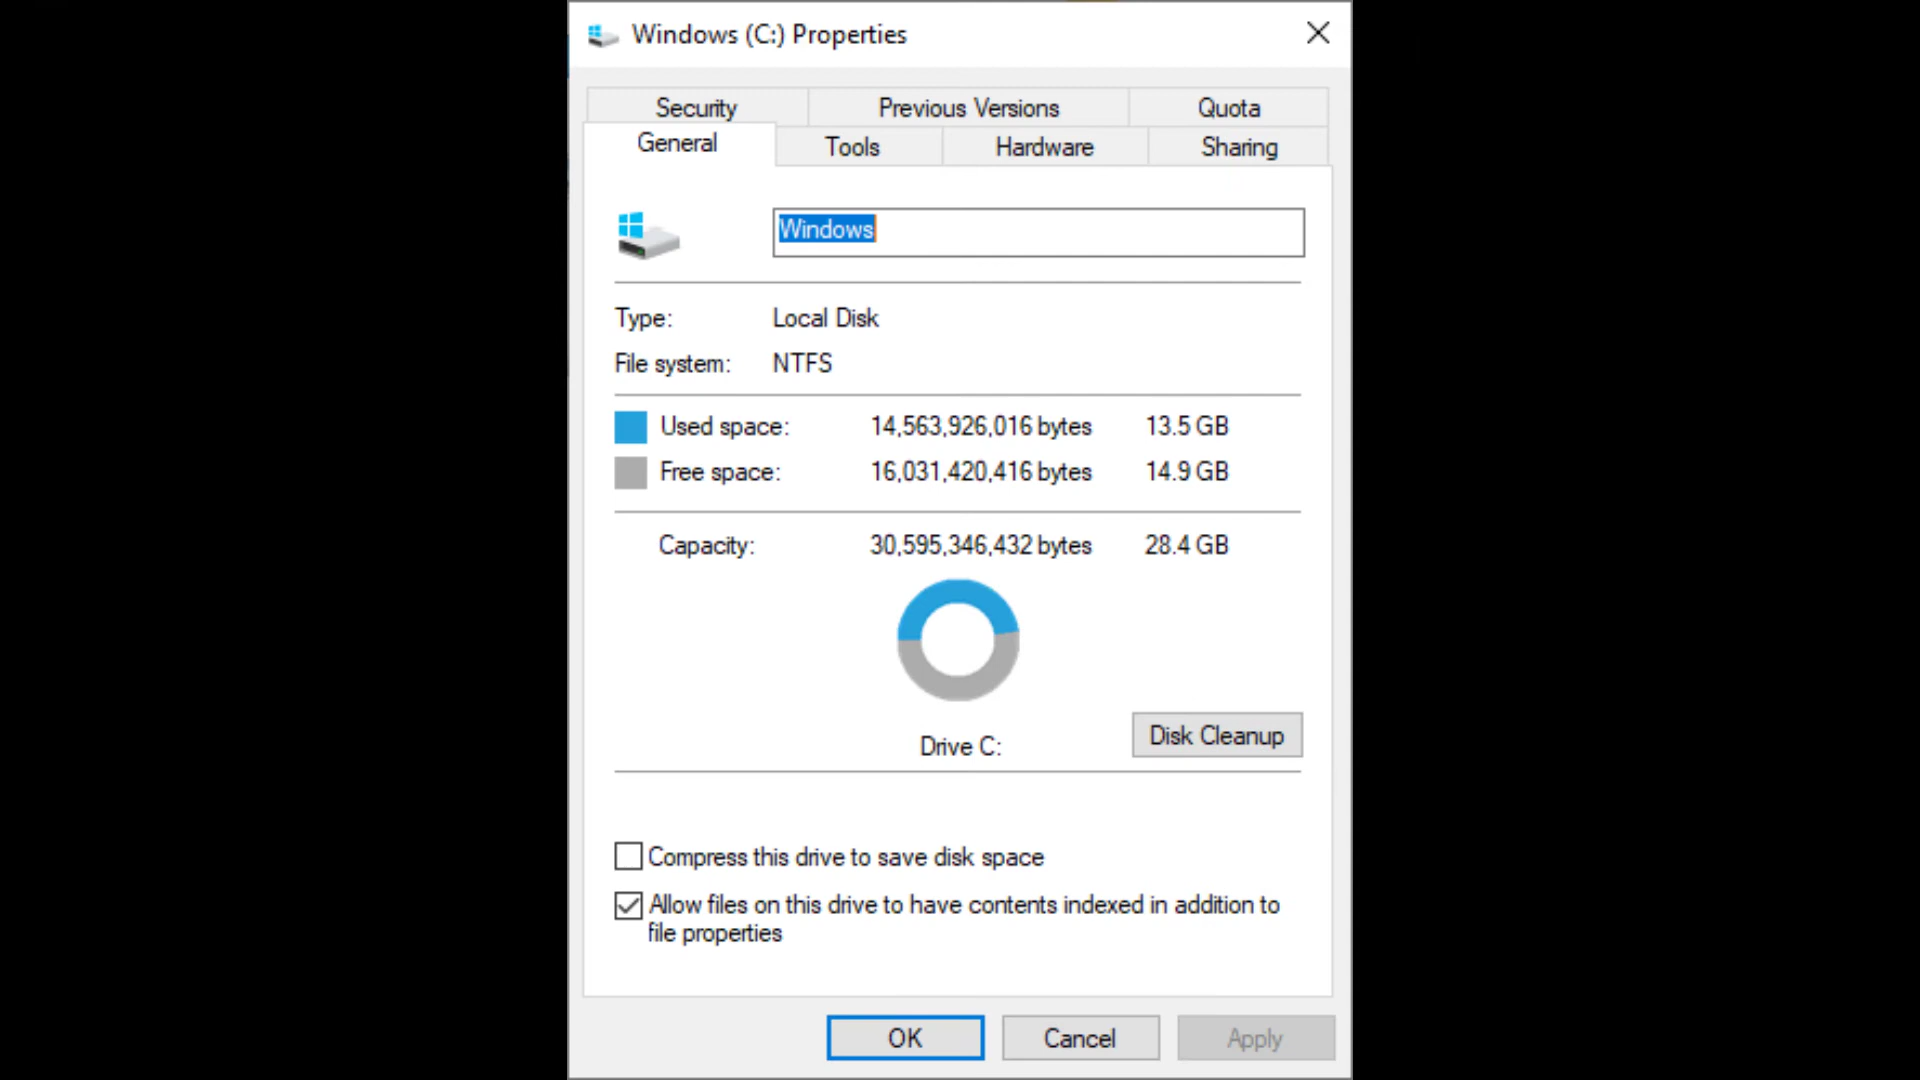 Windows (C:) Properties
Security Previous Versions Quota
General Tools Hardware Sharing
Windows
Type: Local Disk
File system: NTFS
Used space: 14,563,926,016 bytes 13.5 GB
Free space: 16,031,420,416 bytes 14.9 GB
Capacity: 30,595,346,432 bytes 28.4 GB
Drive C:
Disk Cleanup
Compress this drive to save disk space
Allow files on this drive to have contents indexed in addition to
file properties
OK Cancel Apply